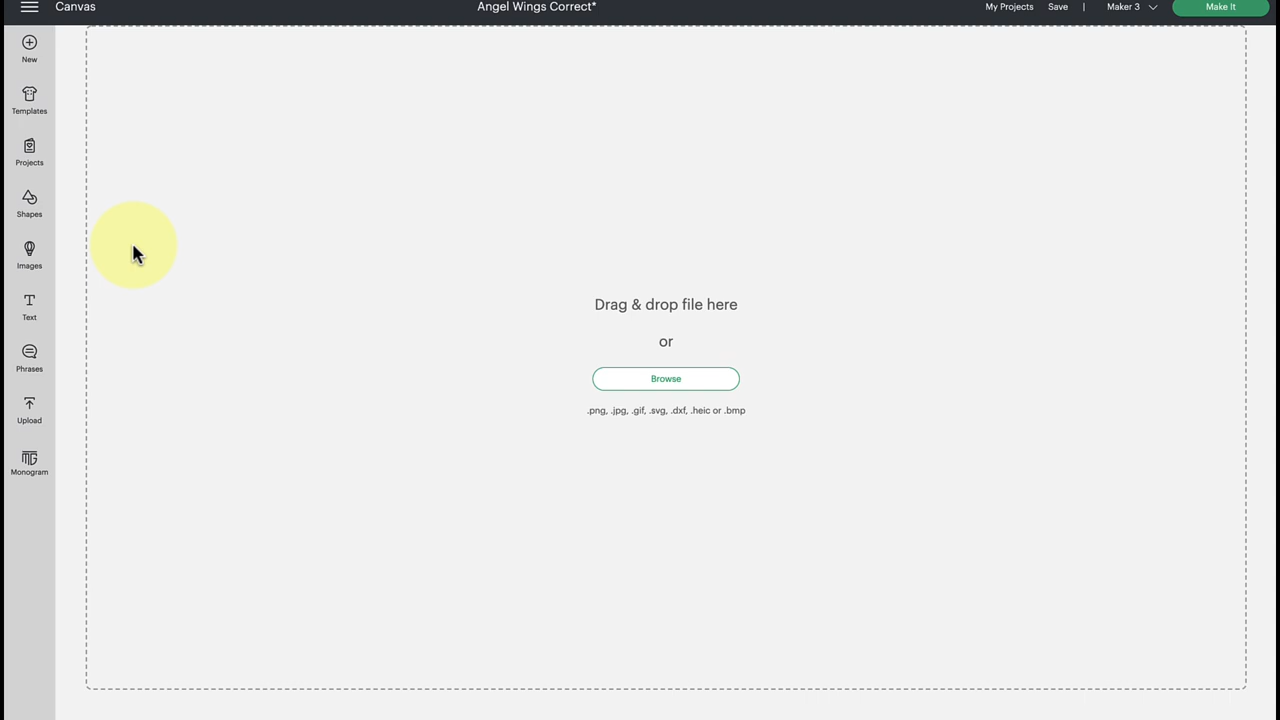 Canvas
Angel Wings Correct*
My Projects
Save
|
Maker 3
Make It
New
Templates
Projects
Shapes
Images
Text
Phrases
Upload
Monogram
Drag & drop file here
or
Browse
.png, .jpg, .gif, .svg, .dxf, .heic or .bmp